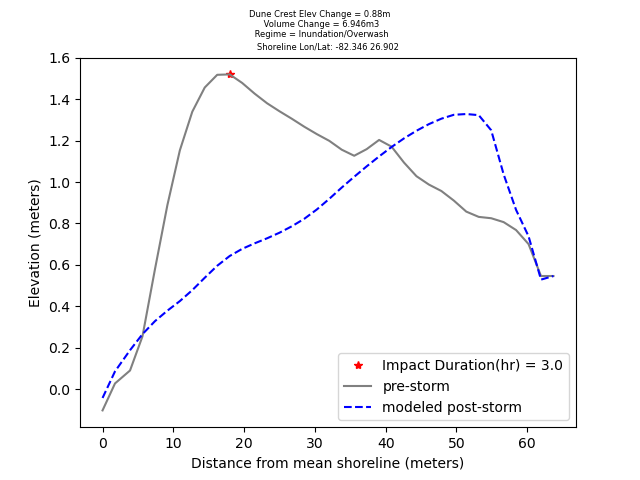 Dune Crest Elev Change = 0.88m
Volume Change = 6.946m3
Regime = Inundation/Overwash
Shoreline Lon/Lat: -82.346 26.902
1.6
1.4
1.2
1.0
0.8
0.6
0.4
0.2
0.0
Elevation (meters)
Impact Duration(hr) = 3.0
pre-storm
modeled post-storm
0 10 20 30 40 50 60
Distance from mean shoreline (meters)